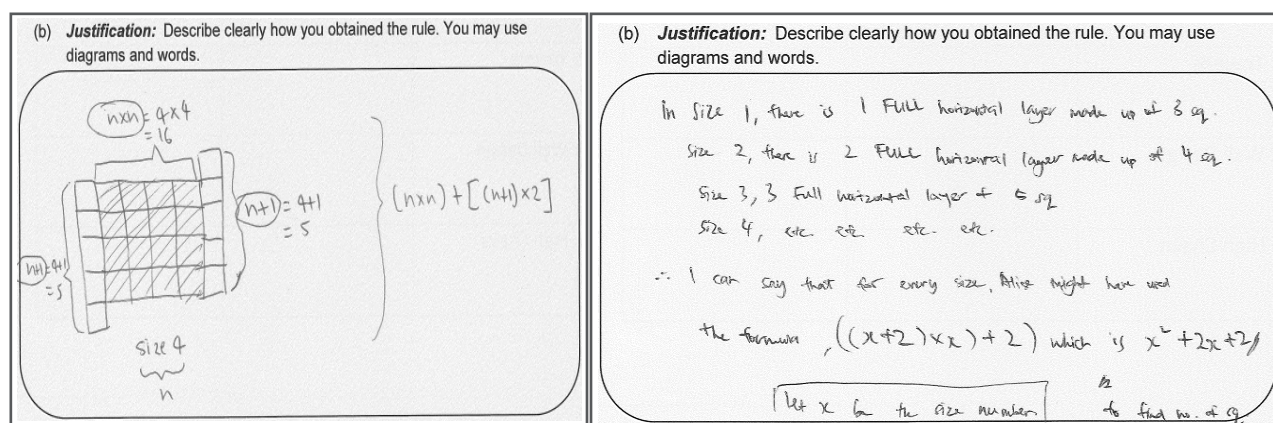 (b) Justification: Describe clearly how you obtained the rule. You may use
diagrams and words.
n×n = 4×4
= 16
n+1 = 4+1
= 5
(n×n) + [(n+1)×2]
n+1 = 4+1
= 5
size 4
n
(b) Justification: Describe clearly how you obtained the rule. You may use
diagrams and words.
In size 1, there is 1 FULL horizontal layer made up of 3 sq.
size 2, there is 2 FULL horizontal layer made up of 4 sq.
size 3, 3 Full horizontal layer of 5 sq
size 4, etc. etc. etc. etc.
∴ I can say that for every size, Alice might have used
the formula, ((x+2)×x)+2) which is x²+2x+2
to find no. of sq.
Let x be the size number